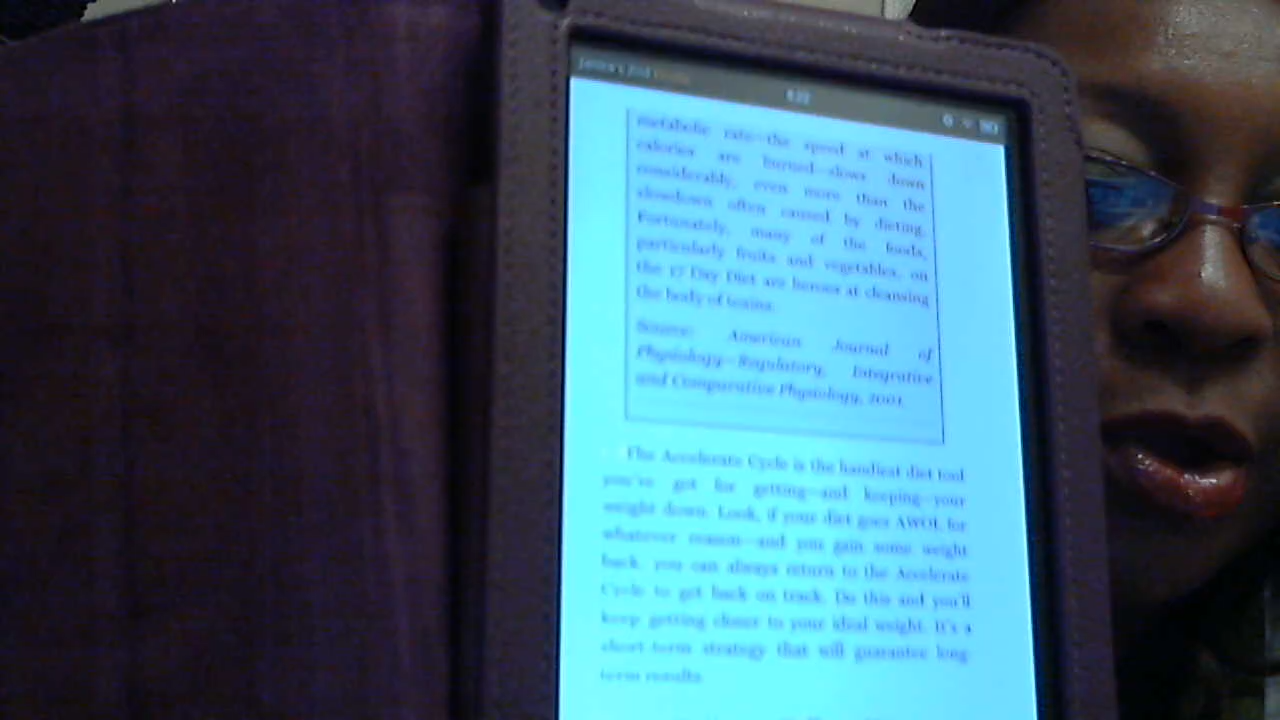 metabolic rate—the speed at which
calories are burned—slows down
considerably, even more than the
slowdown often caused by dieting.
Fortunately, many of the foods,
particularly fruits and vegetables, on
the 17 Day Diet are heroes at cleansing
the body of toxins.
Source: American Journal of
Physiology—Regulatory, Integrative
and Comparative Physiology, 2001.
The Accelerate Cycle is the handiest diet tool
you've got for getting—and keeping—your
weight down. Look, if your diet goes AWOL for
whatever reason—and you gain some weight
back, you can always return to the Accelerate
Cycle to get back on track. Do this and you'll
keep getting closer to your ideal weight. It's a
short-term strategy that will guarantee long-
term results.